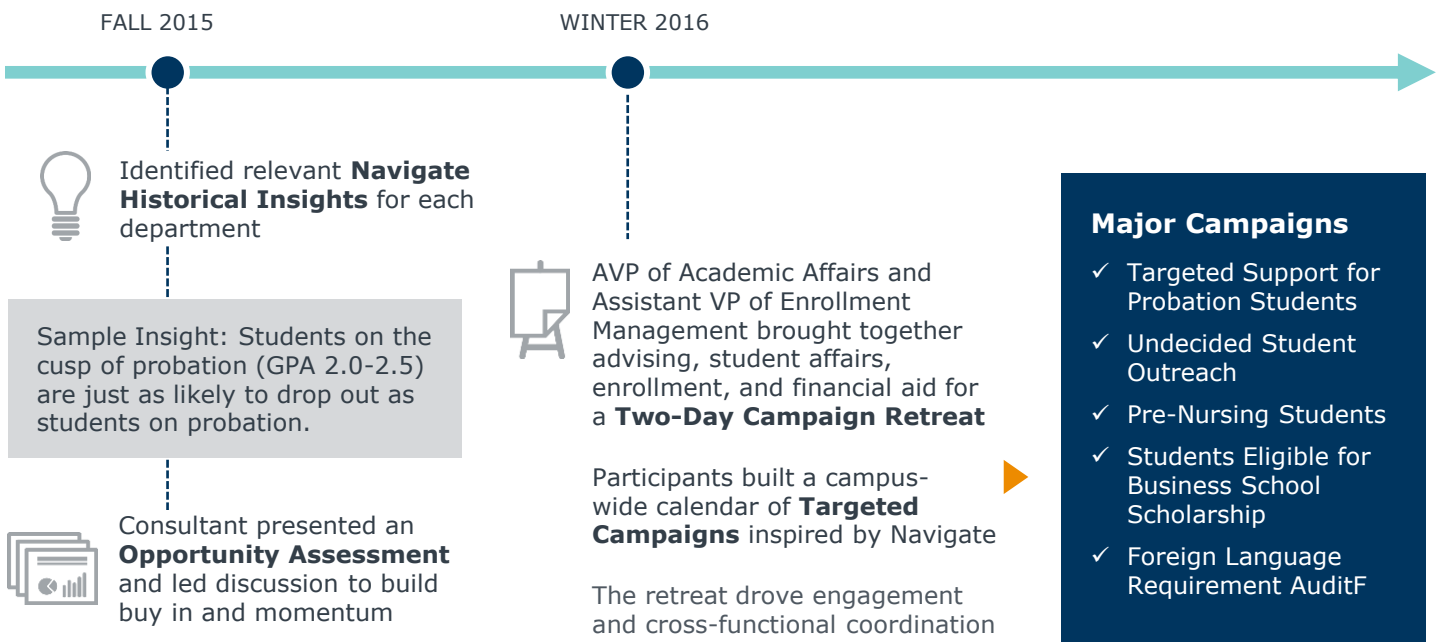 FALL 2015
WINTER 2016
Identified relevant Navigate
Historical Insights for each
department
Sample Insight: Students on the
cusp of probation (GPA 2.0-2.5)
are just as likely to drop out as
students on probation.
Consultant presented an
Opportunity Assessment
and led discussion to build
buy in and momentum
AVP of Academic Affairs and
Assistant VP of Enrollment
Management brought together
advising, student affairs,
enrollment, and financial aid for
a Two-Day Campaign Retreat
Participants built a campus-
wide calendar of Targeted
Campaigns inspired by Navigate
The retreat drove engagement
and cross-functional coordination
Major Campaigns
✓ Targeted Support for
Probation Students
✓ Undecided Student
Outreach
✓ Pre-Nursing Students
✓ Students Eligible for
Business School
Scholarship
✓ Foreign Language
Requirement AuditF